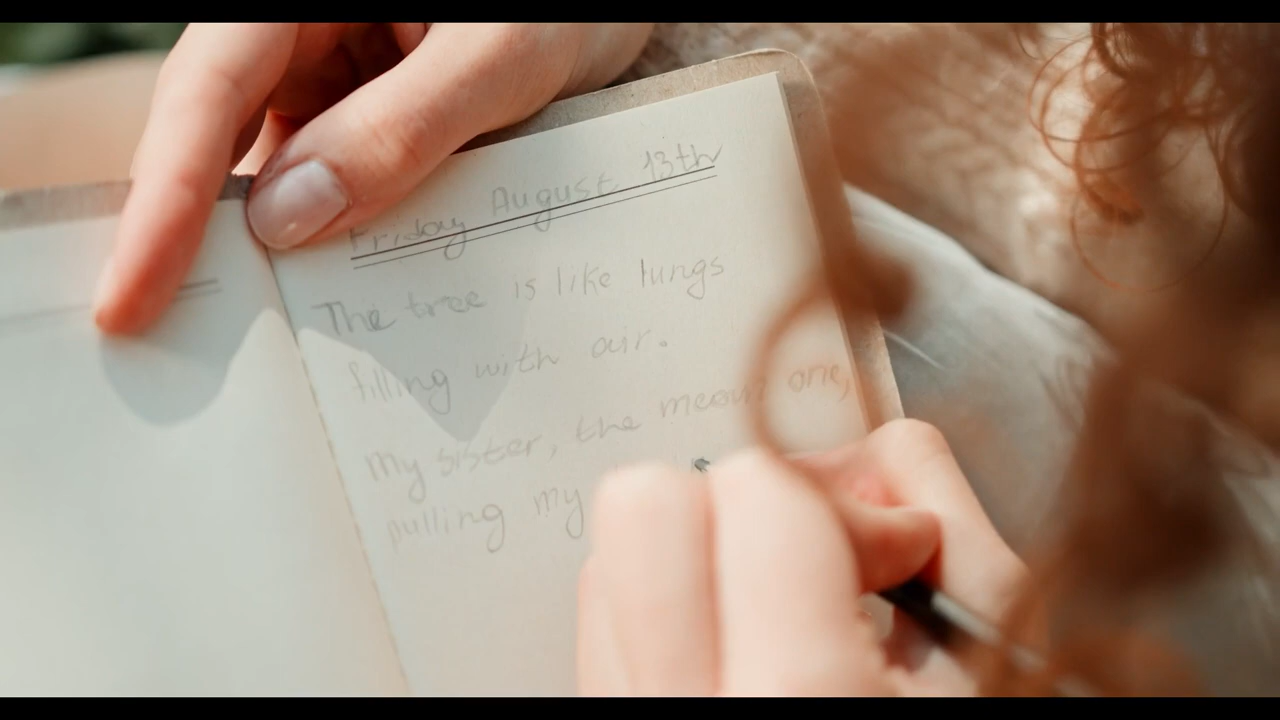 Friday August 13th
The tree is like lungs
filling with air.
My sister, the mean one,
pulling my